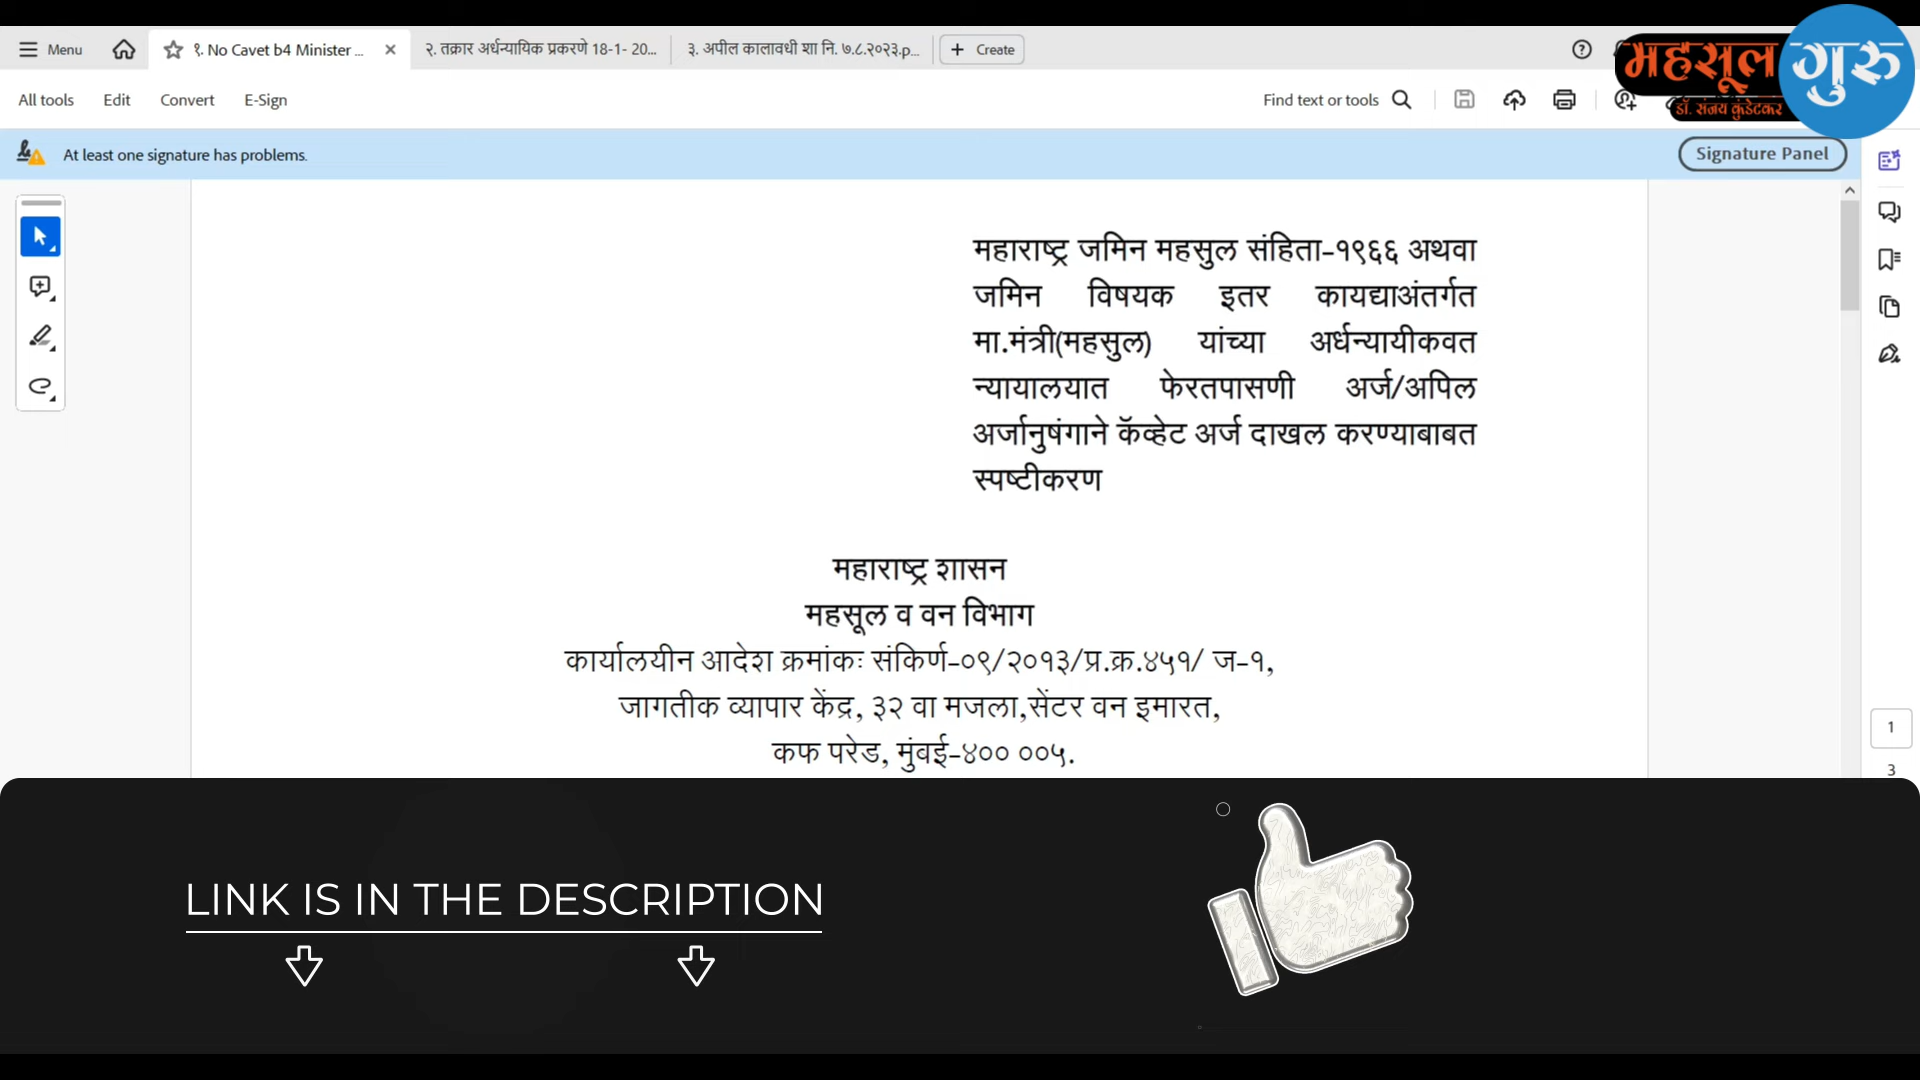 Menu
१. No Cavet b4 Minister ...
२. तक्रार अर्धन्यायिक प्रकरणे 18-1- 20...
३. अपील कालावधी शा नि. ७.८.२०२३.p...
Create
महसूल गुरु
डॉ. संजय कुंडेटकर
All tools
Edit
Convert
E-Sign
Find text or tools
At least one signature has problems.
Signature Panel
महाराष्ट्र जमिन महसुल संहिता-१९६६ अथवा
जमिन विषयक इतर कायद्याअंतर्गत
मा.मंत्री(महसुल) यांच्या अर्धन्यायीकवत
न्यायालयात फेरतपासणी अर्ज/अपिल
अर्जानुषंगाने कॅव्हेट अर्ज दाखल करण्याबाबत
स्पष्टीकरण
महाराष्ट्र शासन
महसूल व वन विभाग
कार्यालयीन आदेश क्रमांकः संकिर्ण-०९/२०१३/प्र.क्र.४५१/ ज-१,
जागतीक व्यापार केंद्र, ३२ वा मजला,सेंटर वन इमारत,
कफ परेड, मुंबई-४०० ००५.
1
3
LINK IS IN THE DESCRIPTION